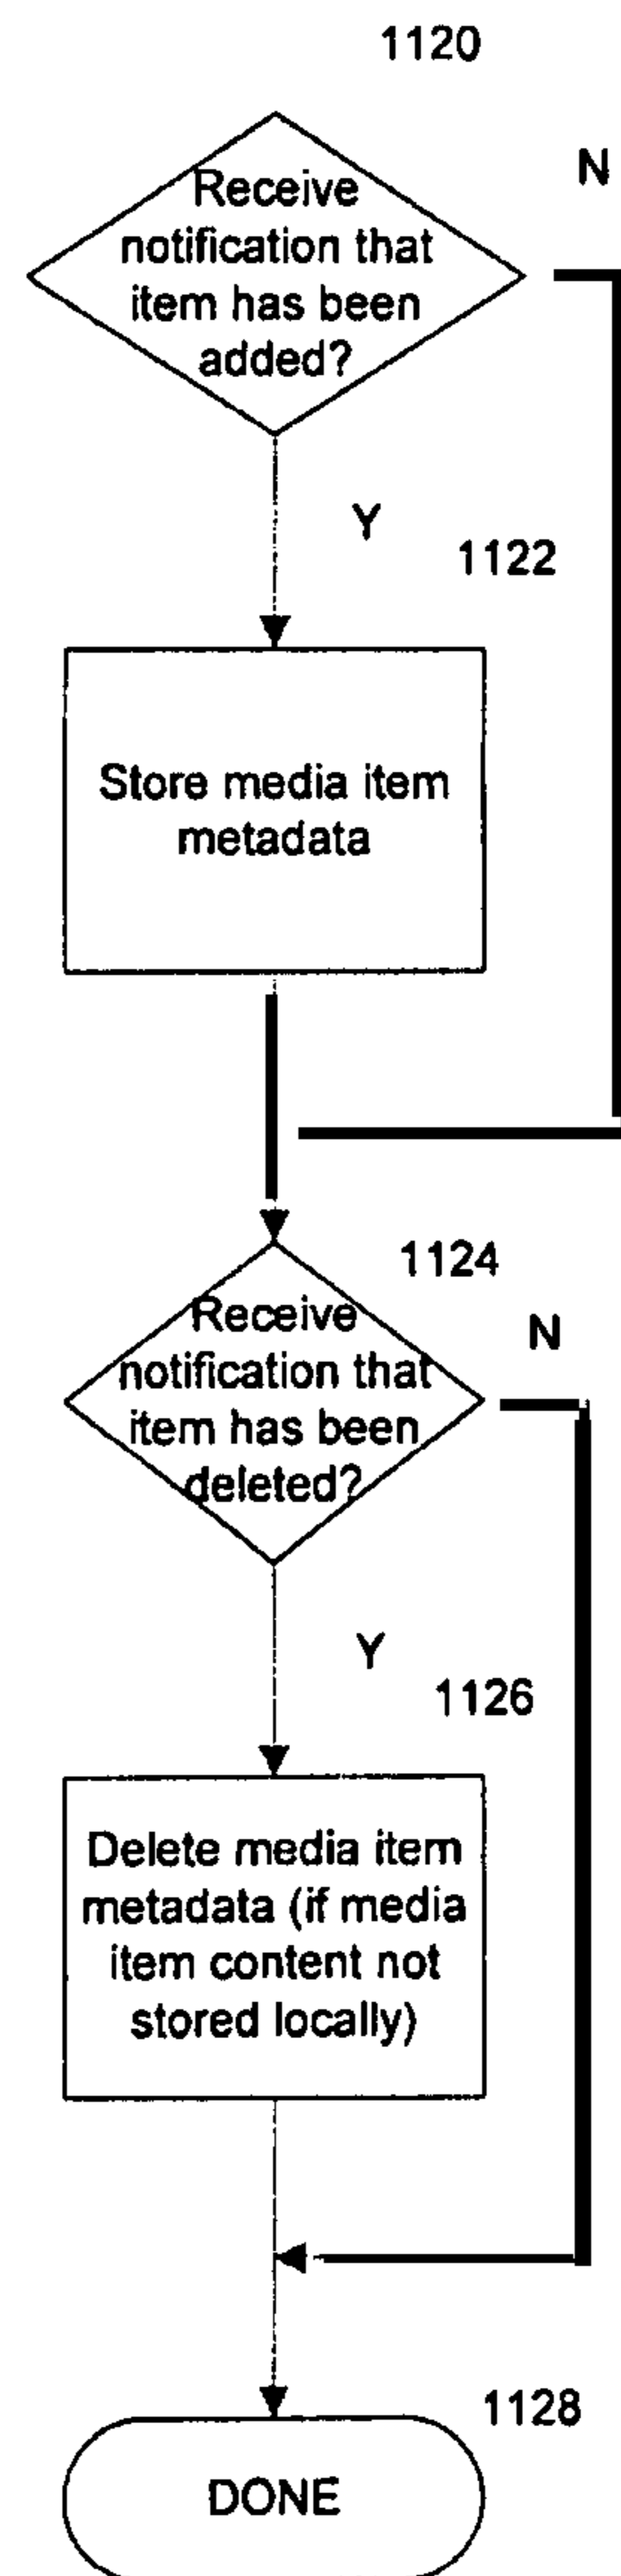 1120
N
Receive
notification that
item has been
added?
Y
1122
Store media item
metadata
1124
Receive
notification that
item has been
deleted?
N
Y
1126
Delete media item
metadata (if media
item content not
stored locally)
1128
DONE